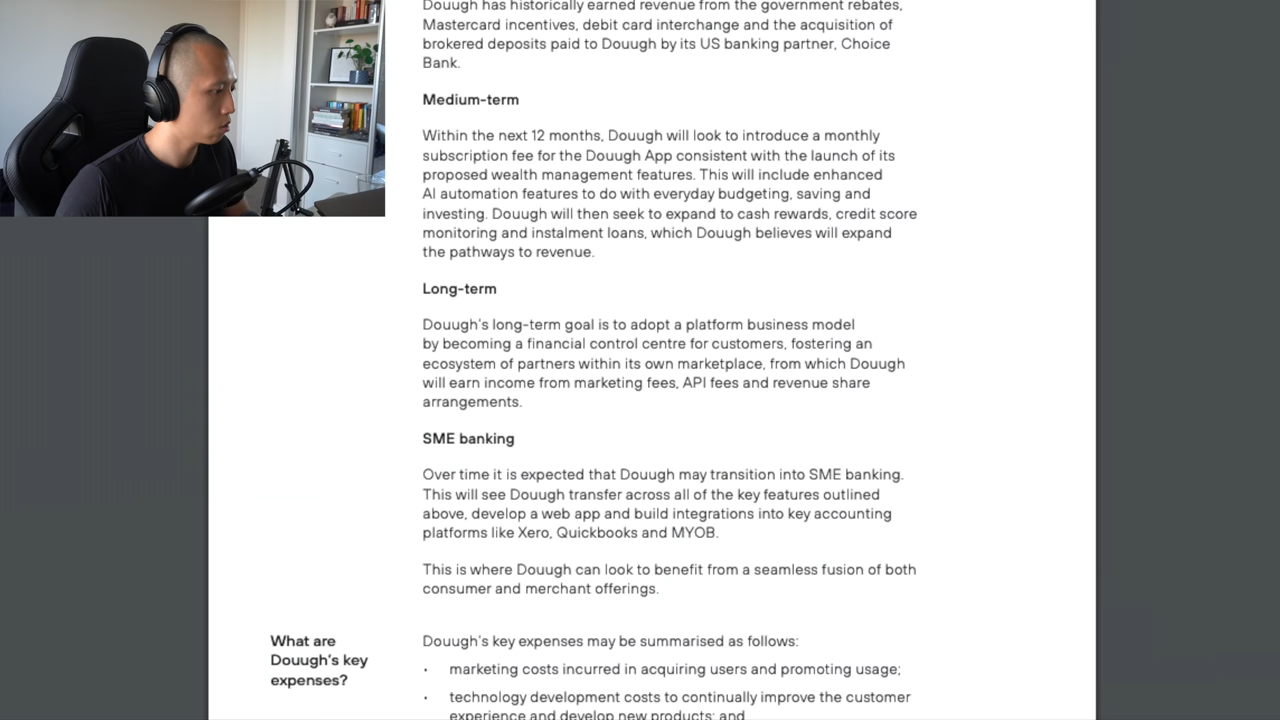 Douugh has historically earned revenue from the government rebates,
Mastercard incentives, debit card interchange and the acquisition of
brokered deposits paid to Douugh by its US banking partner, Choice
Bank.
Medium-term
Within the next 12 months, Douugh will look to introduce a monthly
subscription fee for the Douugh App consistent with the launch of its
proposed wealth management features. This will include enhanced
AI automation features to do with everyday budgeting, saving and
investing. Douugh will then seek to expand to cash rewards, credit score
monitoring and instalment loans, which Douugh believes will expand
the pathways to revenue.
Long-term
Douugh's long-term goal is to adopt a platform business model
by becoming a financial control centre for customers, fostering an
ecosystem of partners within its own marketplace, from which Douugh
will earn income from marketing fees, API fees and revenue share
arrangements.
SME banking
Over time it is expected that Douugh may transition into SME banking.
This will see Douugh transfer across all of the key features outlined
above, develop a web app and build integrations into key accounting
platforms like Xero, Quickbooks and MYOB.
This is where Douugh can look to benefit from a seamless fusion of both
consumer and merchant offerings.
What are
Douugh's key
expenses?
Douugh's key expenses may be summarised as follows:
• marketing costs incurred in acquiring users and promoting usage;
• technology development costs to continually improve the customer
experience and develop new products; and